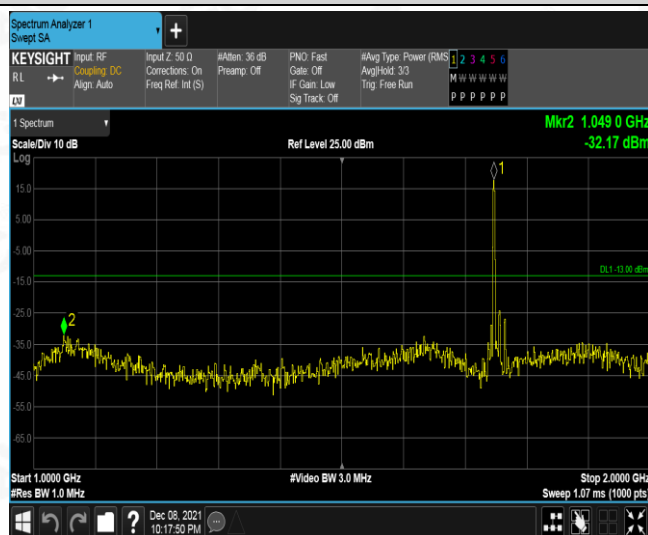 Spectrum Analyzer 1
Swept SA
+
KEYSIGHT
RL
LXI
Input: RF
Coupling: DC
Align: Auto
Input Z: 50 Ω
Corrections: On
Freq Ref: Int (S)
#Atten: 36 dB
Preamp: Off
PNO: Fast
Gate: Off
IF Gain: Low
Sig Track: Off
#Avg Type: Power (RMS
Avg|Hold: 3/3
Trig: Free Run
1 2 3 4 5 6
M W W W W W
P P P P P P
1 Spectrum
Scale/Div 10 dB
Ref Level 25.00 dBm
Mkr2 1.049 0 GHz
-32.17 dBm
Log
1
15.0
5.00
-5.00
DL1 -13.00 dBm
-15.0
-25.0
2
-35.0
-45.0
-55.0
-65.0
Start 1.0000 GHz
#Video BW 3.0 MHz
Stop 2.0000 GHz
#Res BW 1.0 MHz
Sweep 1.07 ms (1000 pts)
?
Dec 08, 2021
10:17:50 PM